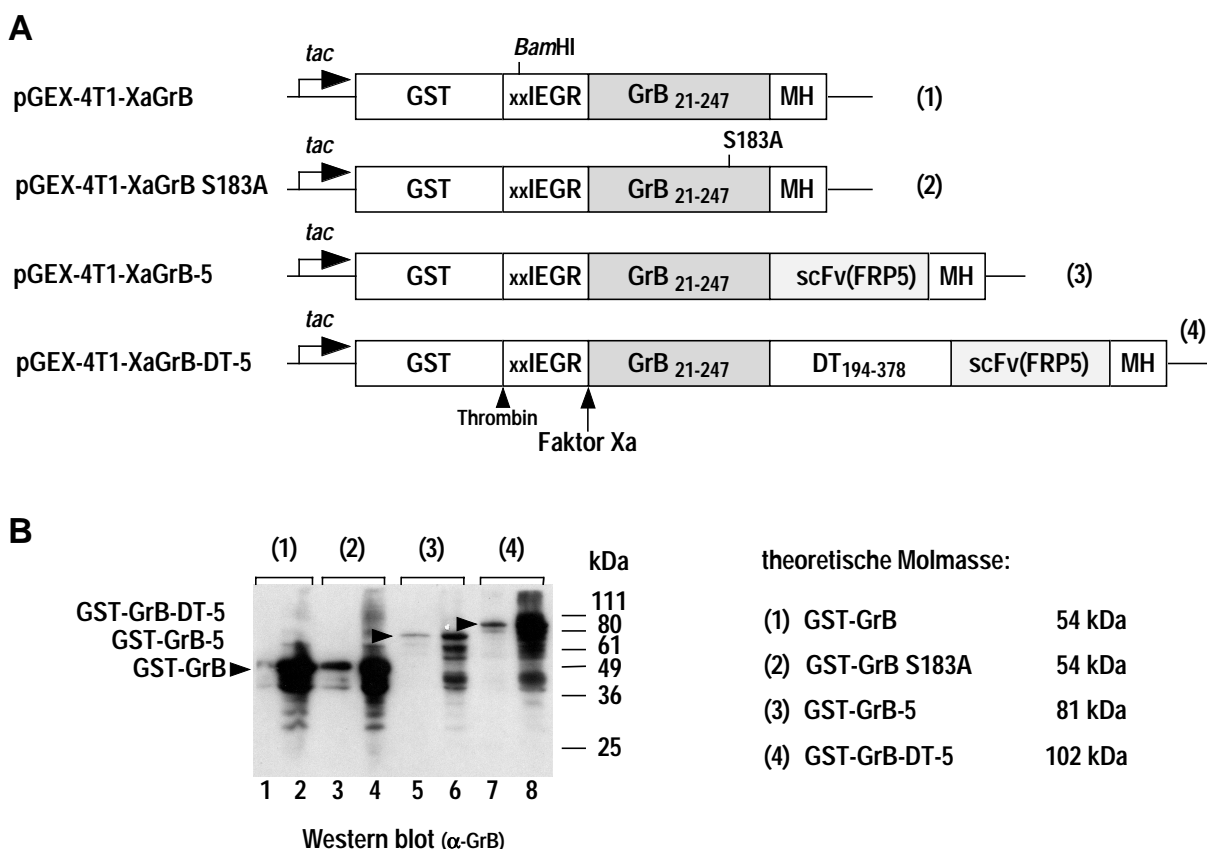 A
BamHI
tac
pGEX-4T1-XaGrB
GST
xxIEGR
GrB 21-247
MH
(1)
S183A
tac
pGEX-4T1-XaGrB S183A
GST
xxIEGR
GrB 21-247
MH
(2)
tac
pGEX-4T1-XaGrB-5
GST
xxIEGR
GrB 21-247
scFv(FRP5)
MH
(3)
tac
pGEX-4T1-XaGrB-DT-5
GST
xxIEGR
GrB 21-247
DT194-378
scFv(FRP5)
MH
(4)
Thrombin
Faktor Xa
B
(1) (2) (3) (4)
kDa
GST-GrB-DT-5
GST-GrB-5
GST-GrB
111
80
61
49
36
25
1 2 3 4 5 6 7 8
Western blot (α-GrB)
theoretische Molmasse:
(1) GST-GrB 54 kDa
(2) GST-GrB S183A 54 kDa
(3) GST-GrB-5 81 kDa
(4) GST-GrB-DT-5 102 kDa